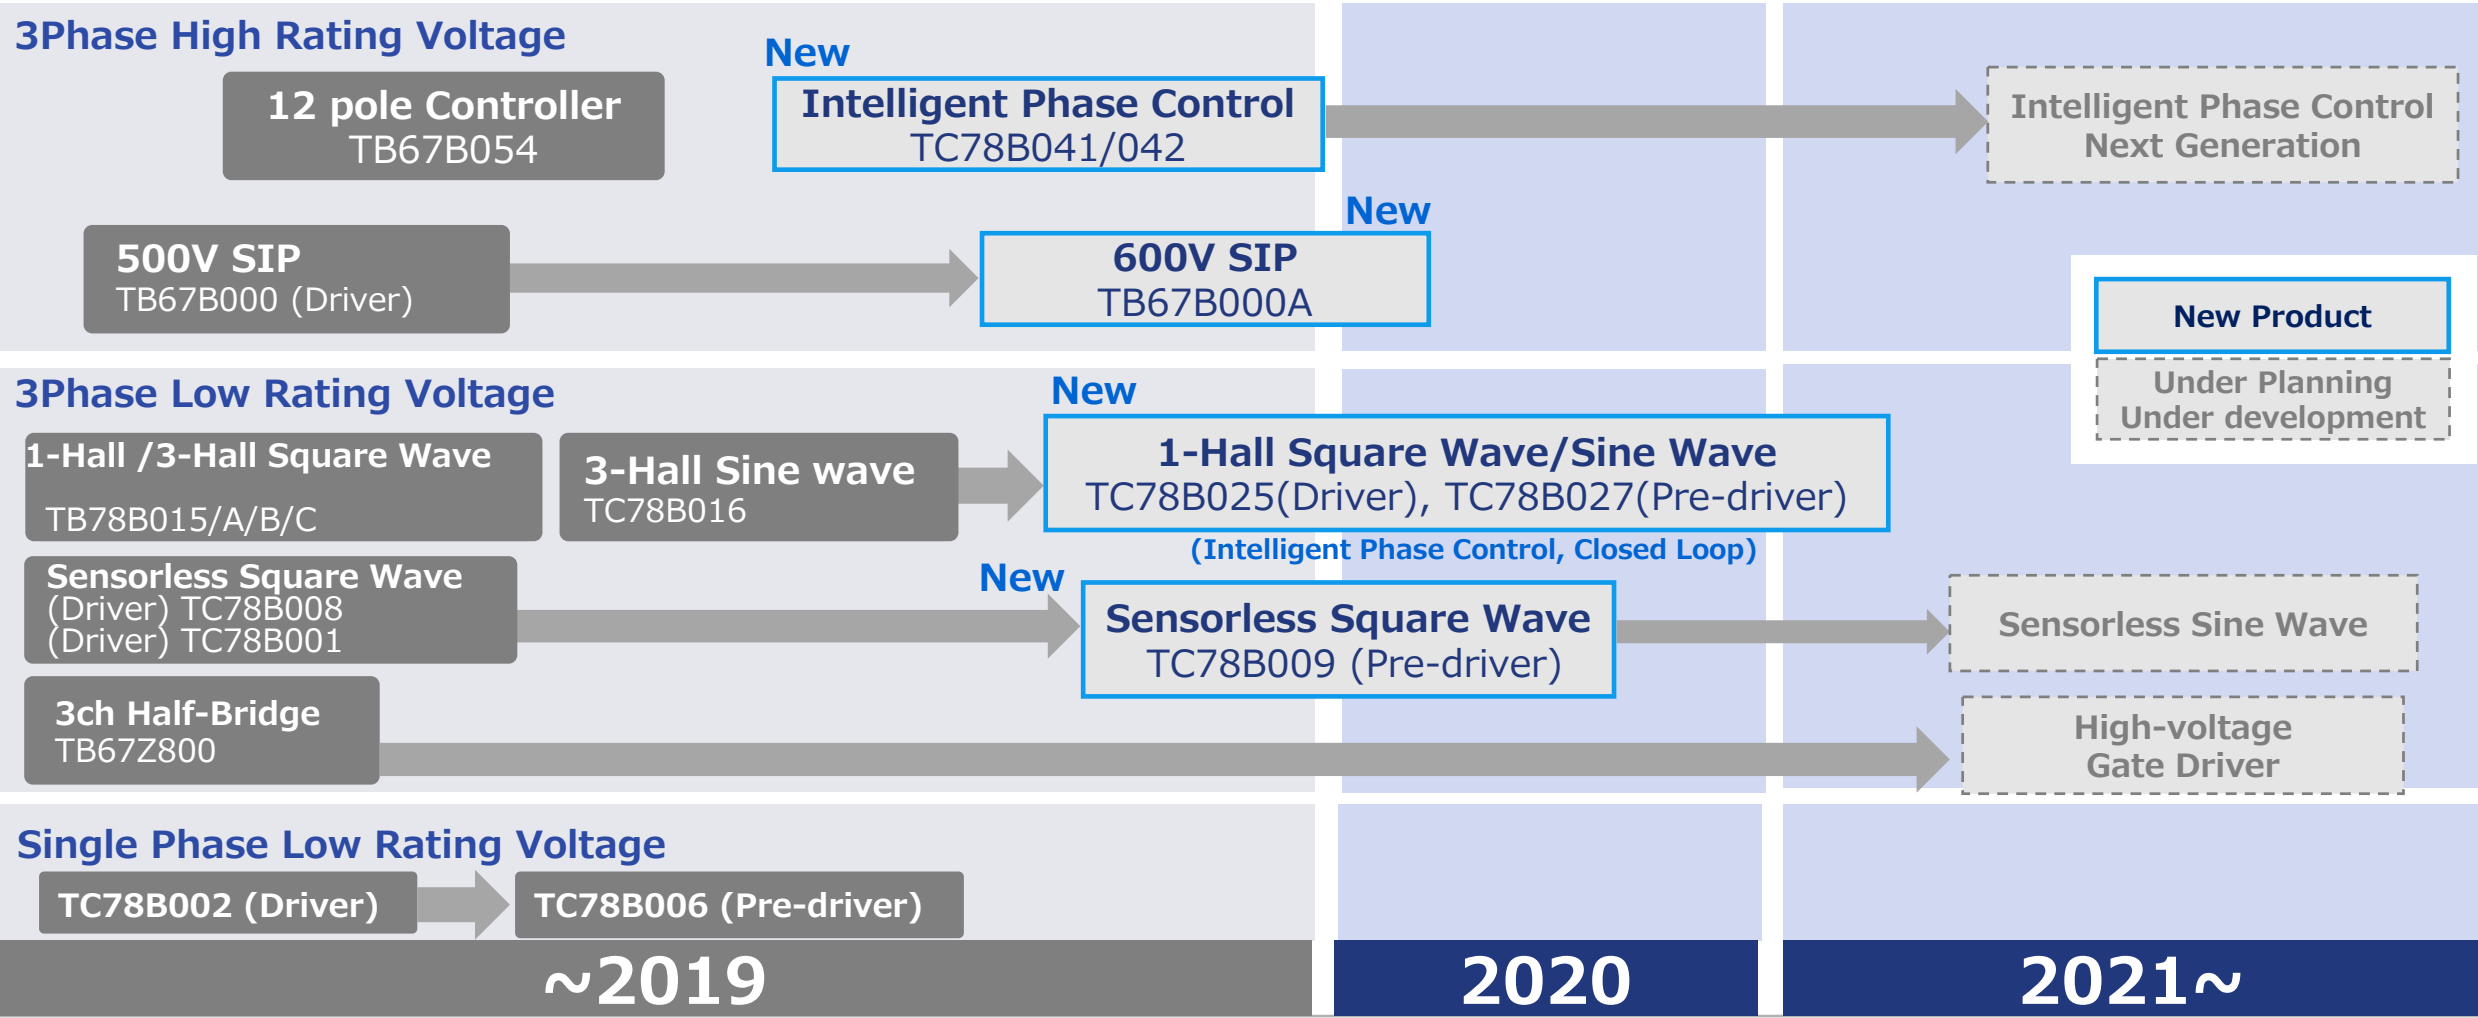 3Phase High Rating Voltage
New
12 pole Controller
TB67B054
Intelligent Phase Control
TC78B041/042
Intelligent Phase Control
Next Generation
500V SIP
TB67B000 (Driver)
New
600V SIP
TB67B000A
New Product
Under Planning
Under development
3Phase Low Rating Voltage
New
1-Hall /3-Hall Square Wave
TB78B015/A/B/C
3-Hall Sine wave
TC78B016
1-Hall Square Wave/Sine Wave
TC78B025(Driver), TC78B027(Pre-driver)
(Intelligent Phase Control, Closed Loop)
Sensorless Square Wave
(Driver) TC78B008
(Driver) TC78B001
New
Sensorless Square Wave
TC78B009 (Pre-driver)
Sensorless Sine Wave
3ch Half-Bridge
TB67Z800
High-voltage
Gate Driver
Single Phase Low Rating Voltage
TC78B002 (Driver)
TC78B006 (Pre-driver)
~2019
2020
2021~